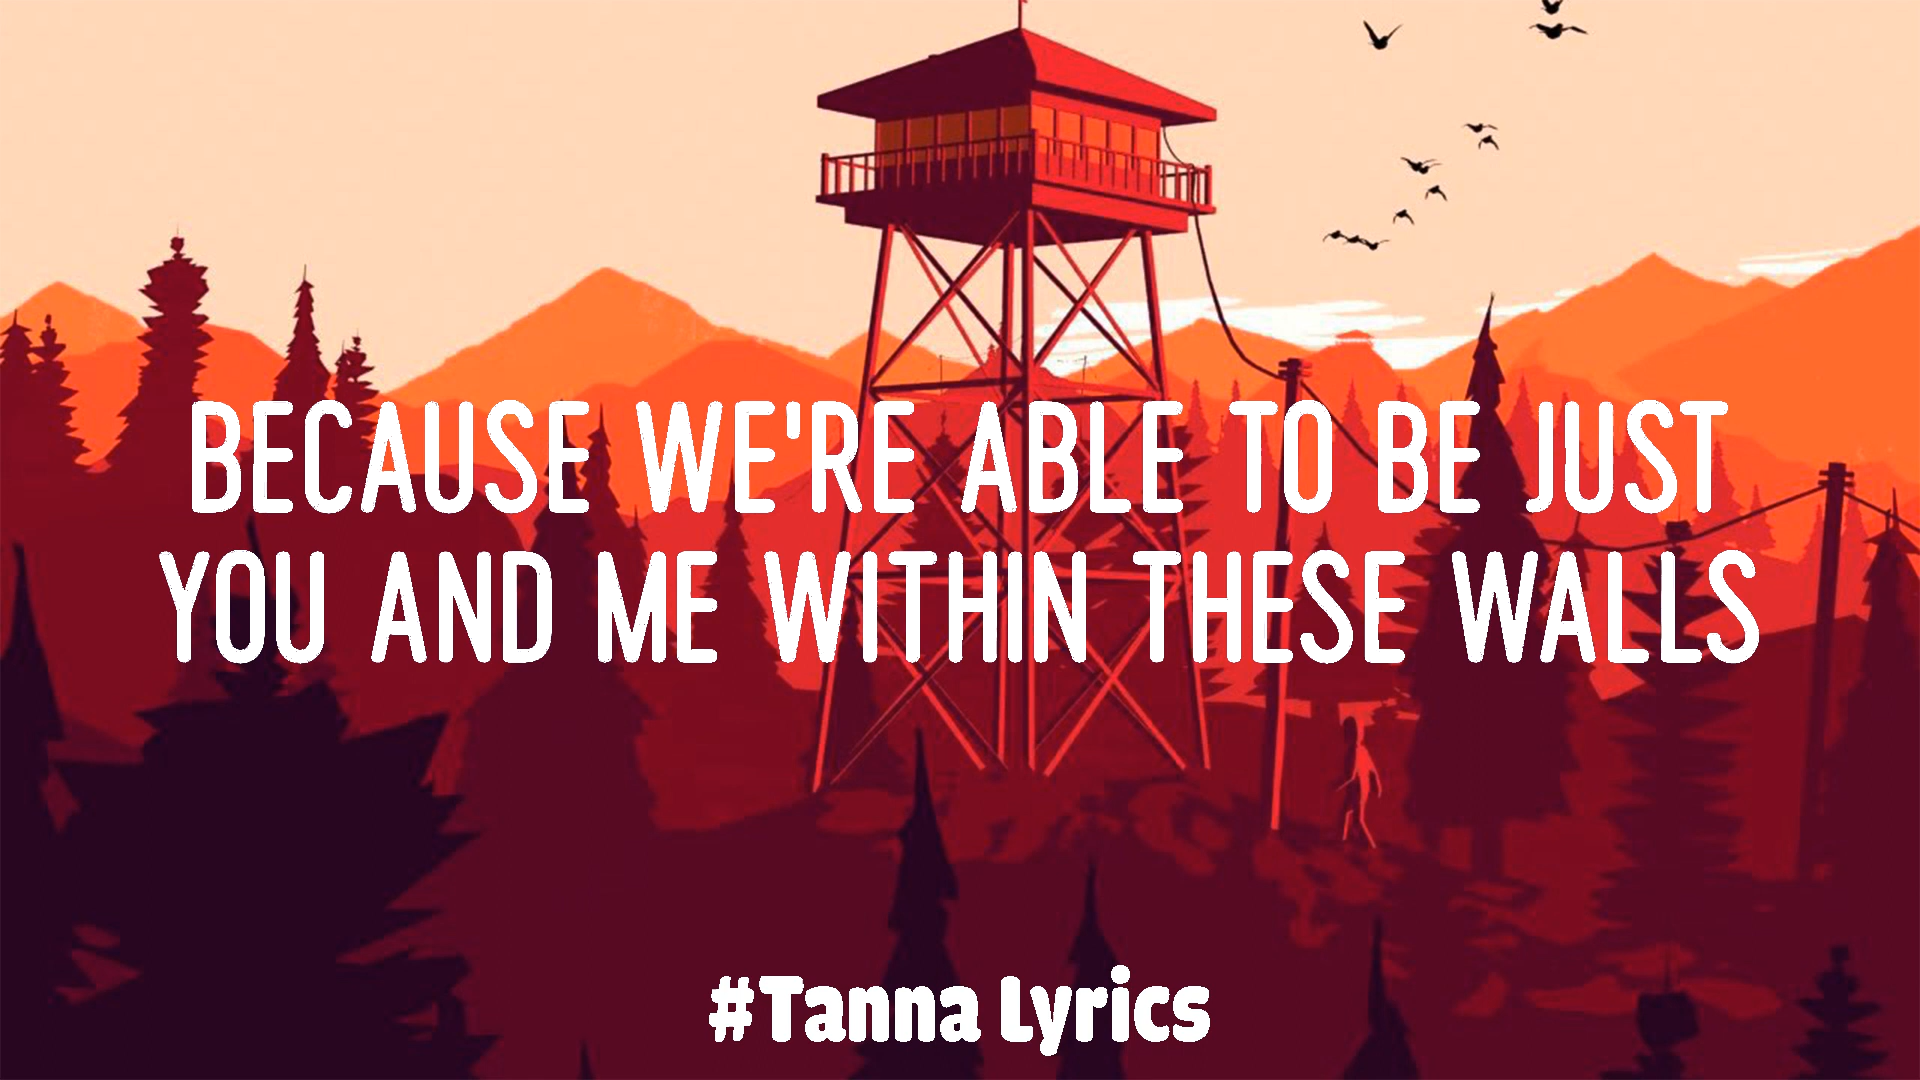 BECAUSE WE'RE ABLE TO BE JUST
YOU AND ME WITHIN THESE WALLS
#Tanna Lyrics